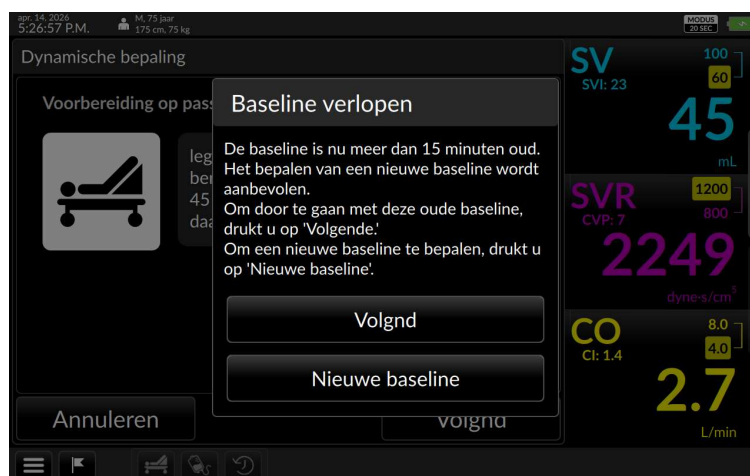 apr. 14, 2026
5:26:57 P.M.
M, 75 jaar
175 cm, 75 kg
MODUS
20 SEC
Dynamische bepaling
Voorbereiding op pass
leg
ber
45
daa
Baseline verlopen
De baseline is nu meer dan 15 minuten oud.
Het bepalen van een nieuwe baseline wordt
aanbevolen.
Om door te gaan met deze oude baseline,
drukt u op 'Volgende.'
Om een nieuwe baseline te bepalen, drukt u
op 'Nieuwe baseline'.
Volgnd
Nieuwe baseline
Annuleren
Volgnd
SV
SVI: 23
100
60
45
mL
SVR
CVP: 7
1200
800
2249
dyne·s/cm⁵
CO
CI: 1.4
8.0
4.0
2.7
L/min